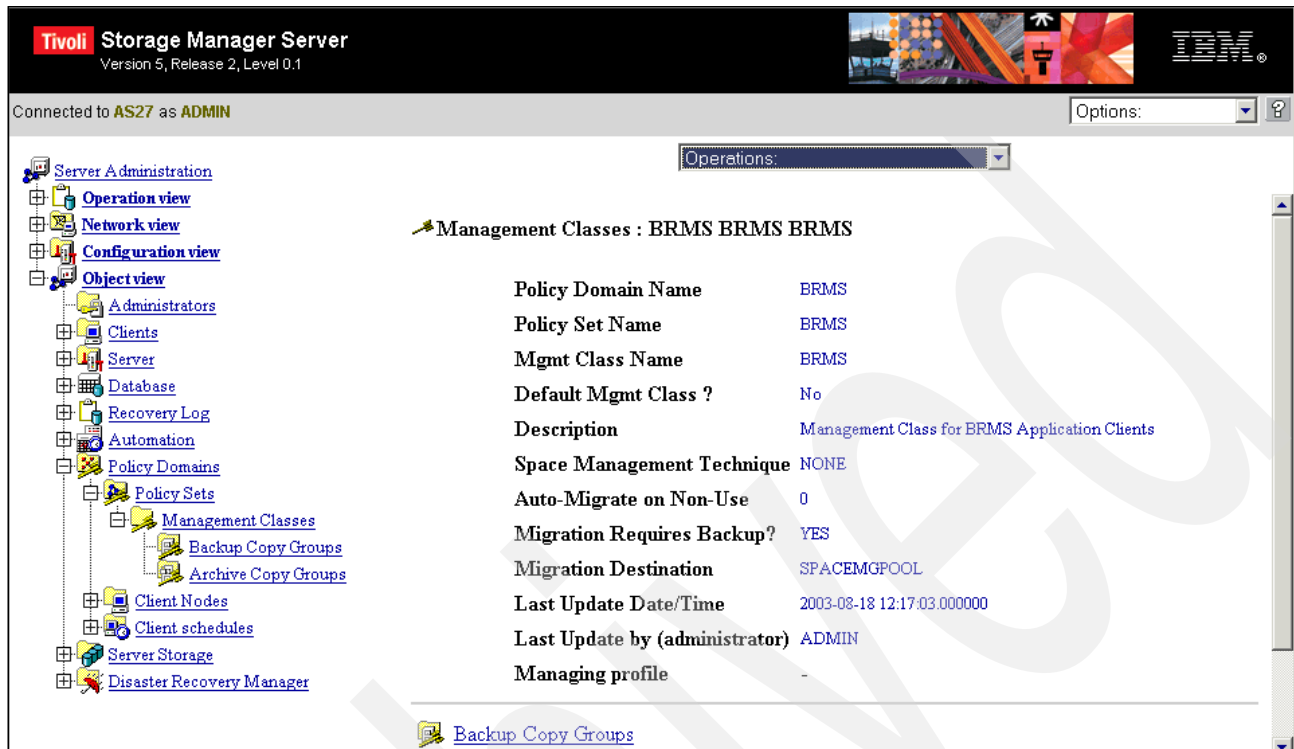 Tivoli Storage Manager Server
Version 5, Release 2, Level 0.1
IBM®
Connected to AS27 as ADMIN
Options:
?
Operations:
Server Administration
Operation view
Network view
Configuration view
Object view
Administrators
Clients
Server
Database
Recovery Log
Automation
Policy Domains
Policy Sets
Management Classes
Backup Copy Groups
Archive Copy Groups
Client Nodes
Client schedules
Server Storage
Disaster Recovery Manager
Management Classes : BRMS BRMS BRMS
Policy Domain Name BRMS
Policy Set Name BRMS
Mgmt Class Name BRMS
Default Mgmt Class ? No
Description Management Class for BRMS Application Clients
Space Management Technique NONE
Auto-Migrate on Non-Use 0
Migration Requires Backup? YES
Migration Destination SPACEMGPOOL
Last Update Date/Time 2003-08-18 12:17:03.000000
Last Update by (administrator) ADMIN
Managing profile -
Backup Copy Groups
hived